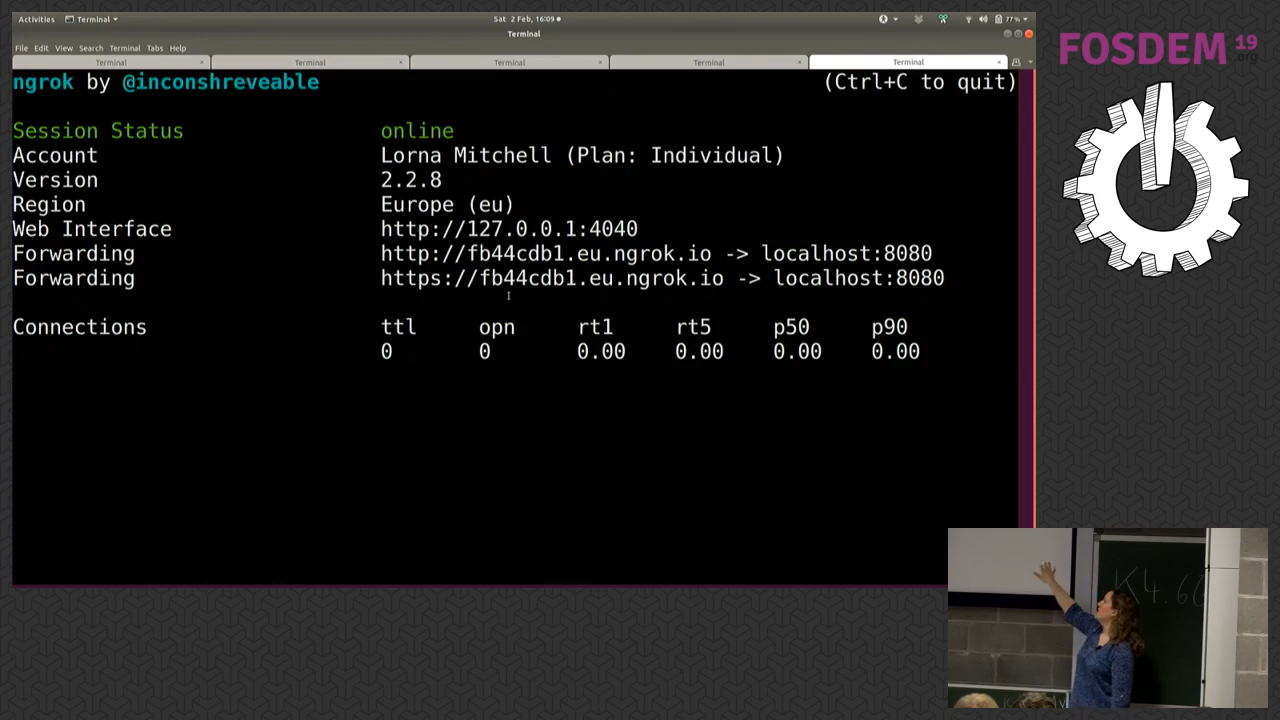 Activities Terminal Sat 2 Feb, 16:09 77%
Terminal
File Edit View Search Terminal Tabs Help
Terminal Terminal Terminal Terminal Terminal
ngrok by @inconshreveable (Ctrl+C to quit)
Session Status online
Account Lorna Mitchell (Plan: Individual)
Version 2.2.8
Region Europe (eu)
Web Interface http://127.0.0.1:4040
Forwarding http://fb44cdb1.eu.ngrok.io -> localhost:8080
Forwarding https://fb44cdb1.eu.ngrok.io -> localhost:8080
Connections ttl opn rt1 rt5 p50 p90
0 0 0.00 0.00 0.00 0.00
FOSDEM 19
.org